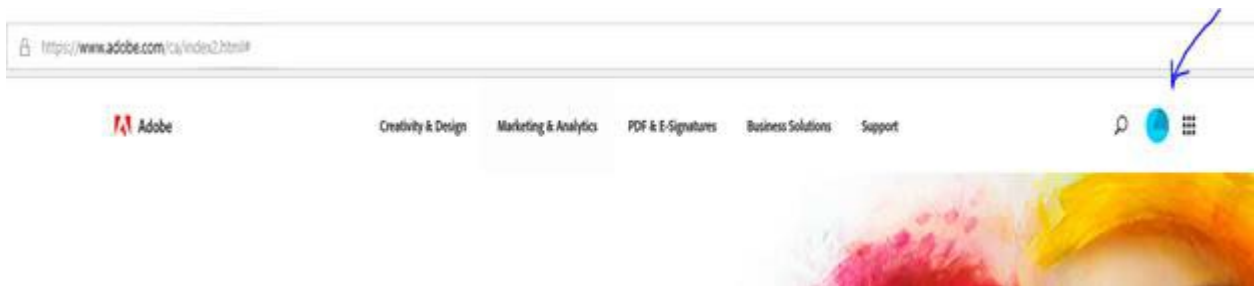 https://www.adobe.com/ca/index2.html#
Adobe
Creativity & Design
Marketing & Analytics
PDF & E-Signatures
Business Solutions
Support